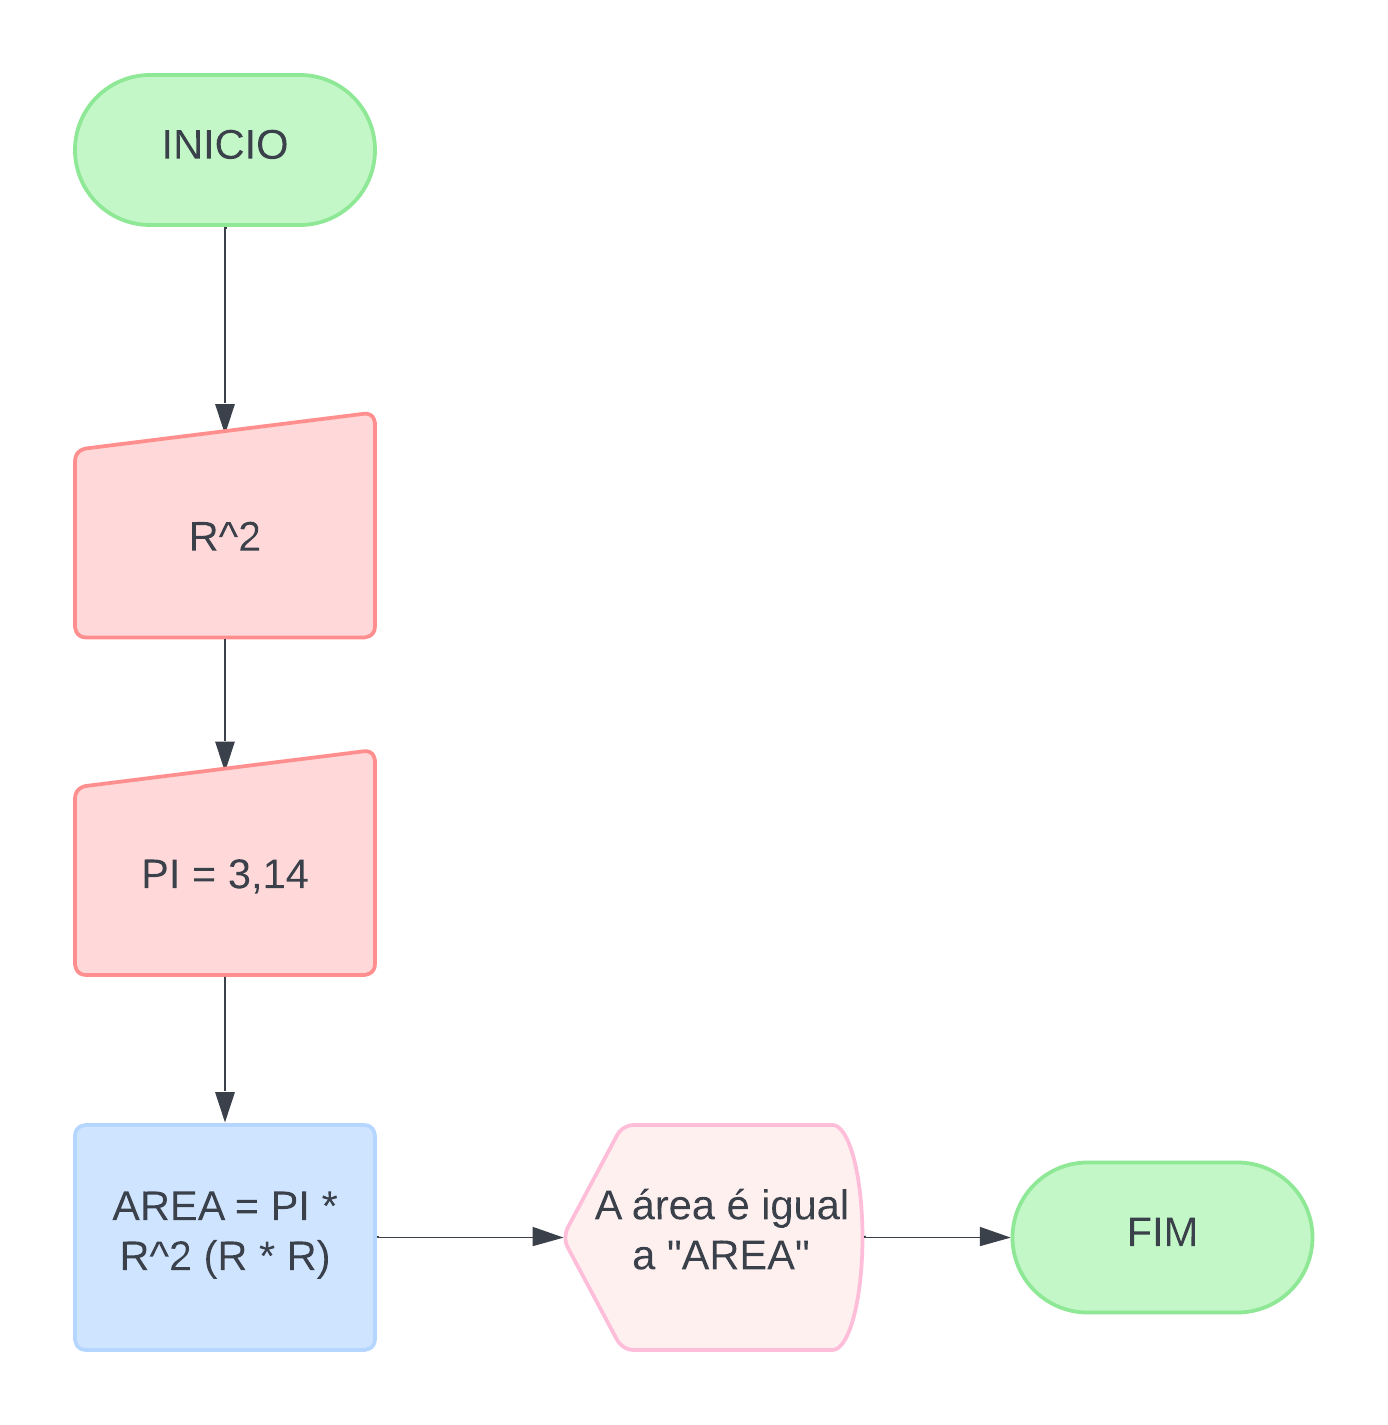 INICIO
R^2
PI = 3,14
AREA = PI *
R^2 (R * R)
A área é igual
a "AREA"
FIM